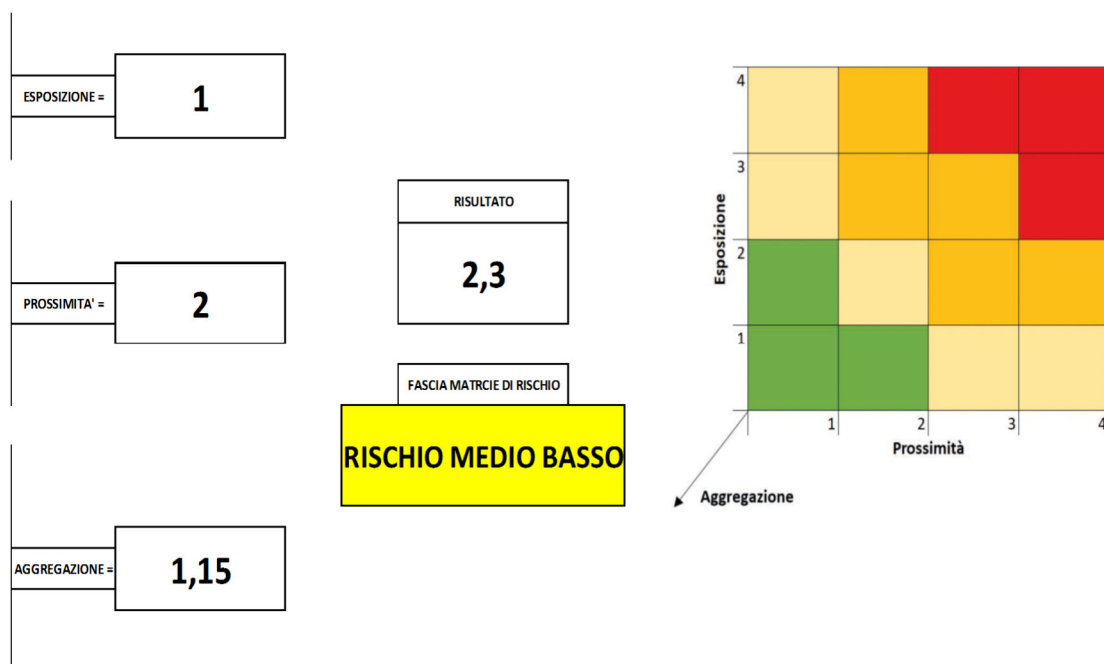 ESPOSIZIONE =
1
PROSSIMITA' =
2
AGGREGAZIONE =
1,15
RISULTATO
2,3
FASCIA MATRCIE DI RISCHIO
RISCHIO MEDIO BASSO
Esposizione
4
3
2
1
1 2 3 4
Prossimità
Aggregazione